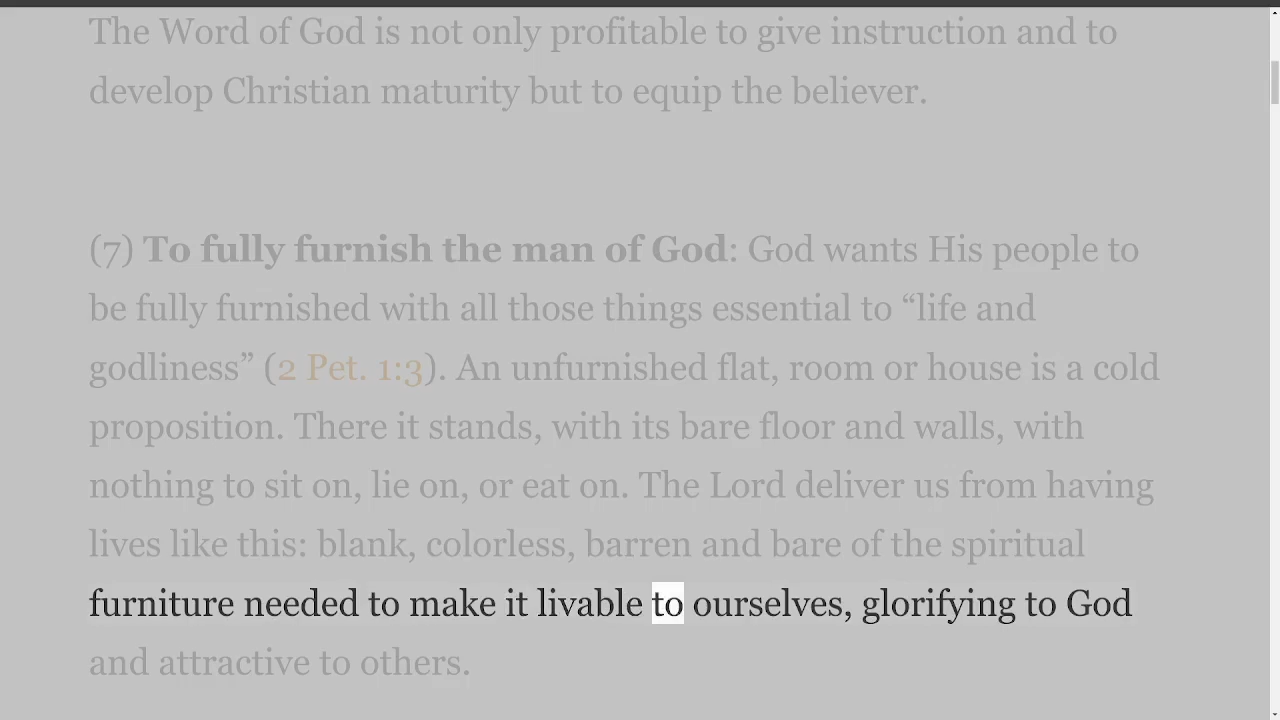 The Word of God is not only profitable to give instruction and to
develop Christian maturity but to equip the believer.
(7) To fully furnish the man of God: God wants His people to
be fully furnished with all those things essential to “life and
godliness” (2 Pet. 1:3). An unfurnished flat, room or house is a cold
proposition. There it stands, with its bare floor and walls, with
nothing to sit on, lie on, or eat on. The Lord deliver us from having
lives like this: blank, colorless, barren and bare of the spiritual
furniture needed to make it livable to ourselves, glorifying to God
and attractive to others.